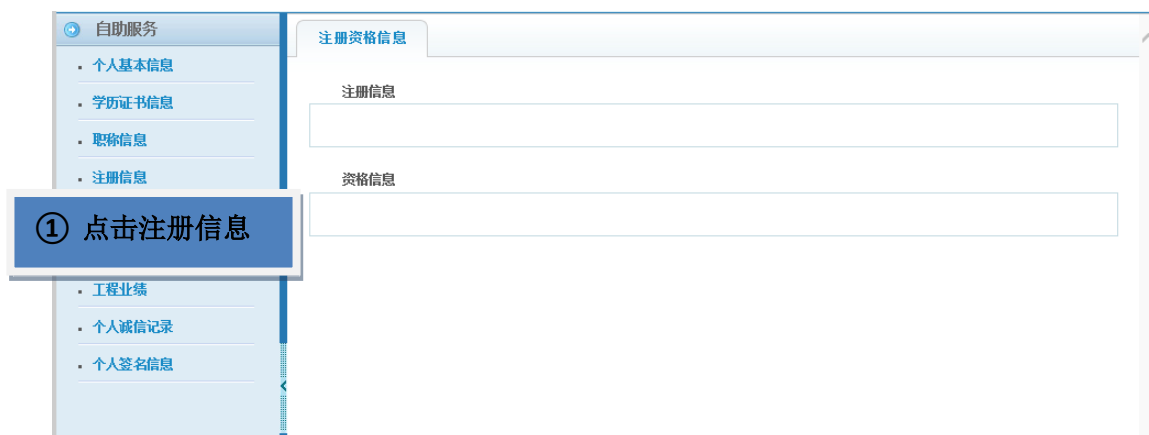 自助服务
个人基本信息
学历证书信息
职称信息
注册信息
① 点击注册信息
工程业绩
个人诚信记录
个人签名信息
注册资格信息
注册信息
资格信息